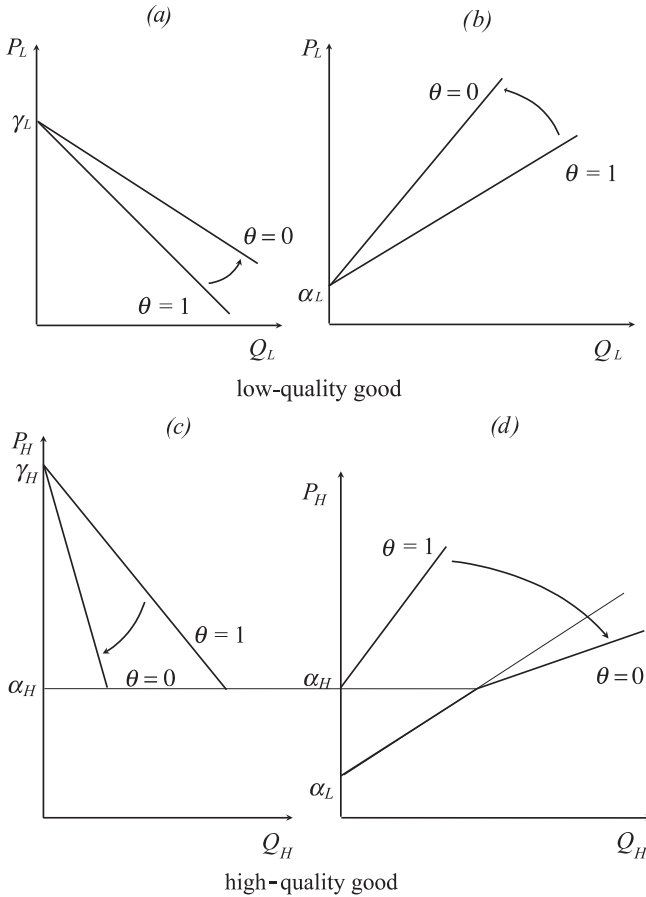 (a)
(b)
P_L
P_L
γ_L
θ = 0
θ = 1
θ = 0
θ = 1
α_L
Q_L
Q_L
low-quality good
(c)
(d)
P_H
γ_H
P_H
θ = 1
θ = 1
θ = 0
θ = 0
α_H
α_H
α_L
Q_H
Q_H
high-quality good